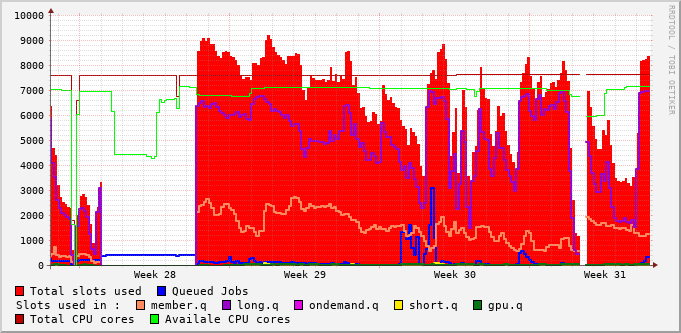 10000
9000
8000
7000
6000
5000
4000
3000
2000
1000
0
Week 28 Week 29 Week 30 Week 31
Total slots used Queued Jobs
Slots used in : member.q long.q ondemand.q short.q gpu.q
Total CPU cores Availale CPU cores
RRDTOOL / TOBI OETIKER